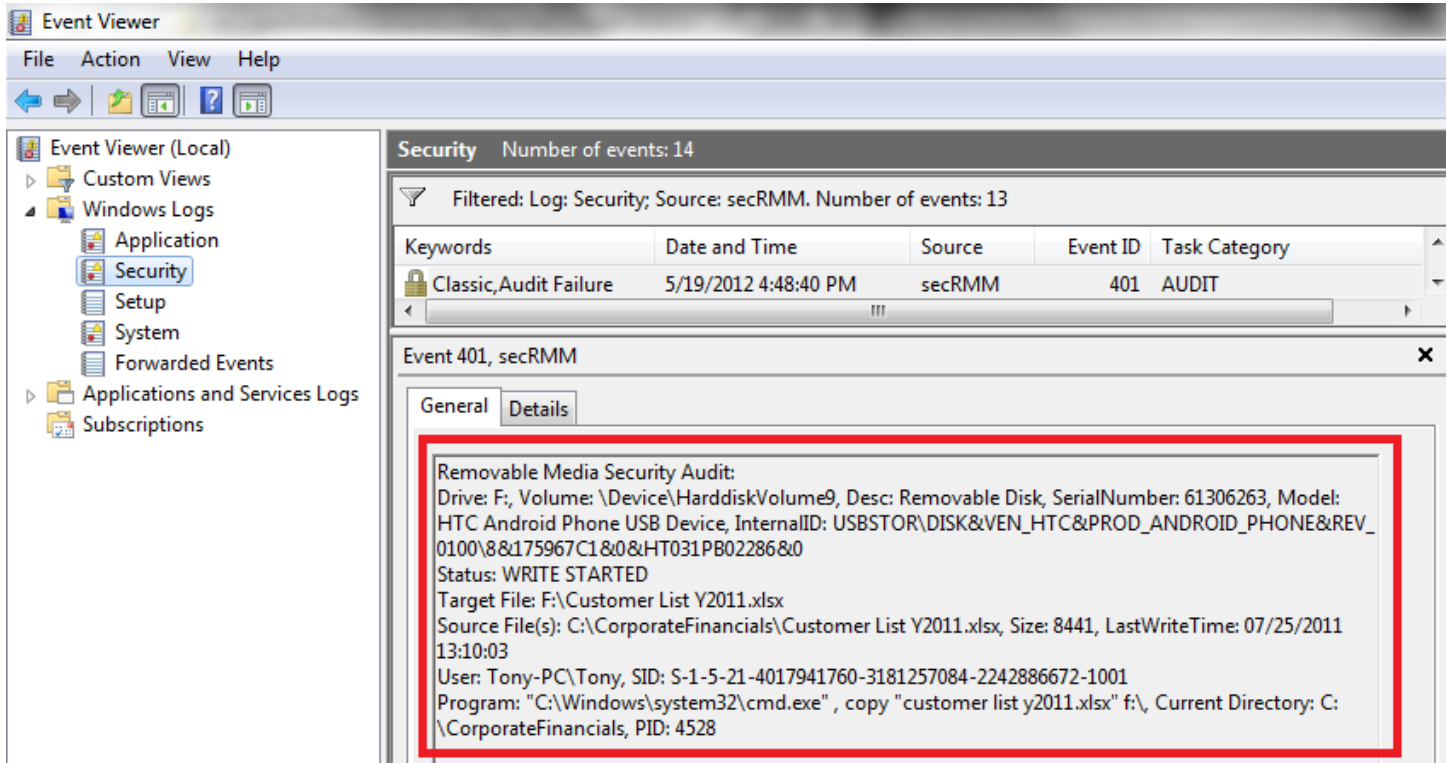 Event Viewer
File Action View Help
Event Viewer (Local)
Custom Views
Windows Logs
Application
Security
Setup
System
Forwarded Events
Applications and Services Logs
Subscriptions
Security Number of events: 14
Filtered: Log: Security; Source: secRMM. Number of events: 13
Keywords Date and Time Source Event ID Task Category
Classic,Audit Failure 5/19/2012 4:48:40 PM secRMM 401 AUDIT
Event 401, secRMM
General Details
Removable Media Security Audit:
Drive: F:, Volume: \Device\HarddiskVolume9, Desc: Removable Disk, SerialNumber: 61306263, Model:
HTC Android Phone USB Device, InternalID: USBSTOR\DISK&VEN_HTC&PROD_ANDROID_PHONE&REV_
0100\8&175967C1&0&HT031PB02286&0
Status: WRITE STARTED
Target File: F:\Customer List Y2011.xlsx
Source File(s): C:\CorporateFinancials\Customer List Y2011.xlsx, Size: 8441, LastWriteTime: 07/25/2011
13:10:03
User: Tony-PC\Tony, SID: S-1-5-21-4017941760-3181257084-2242886672-1001
Program: "C:\Windows\system32\cmd.exe" , copy "customer list y2011.xlsx" f:\, Current Directory: C:
\CorporateFinancials, PID: 4528